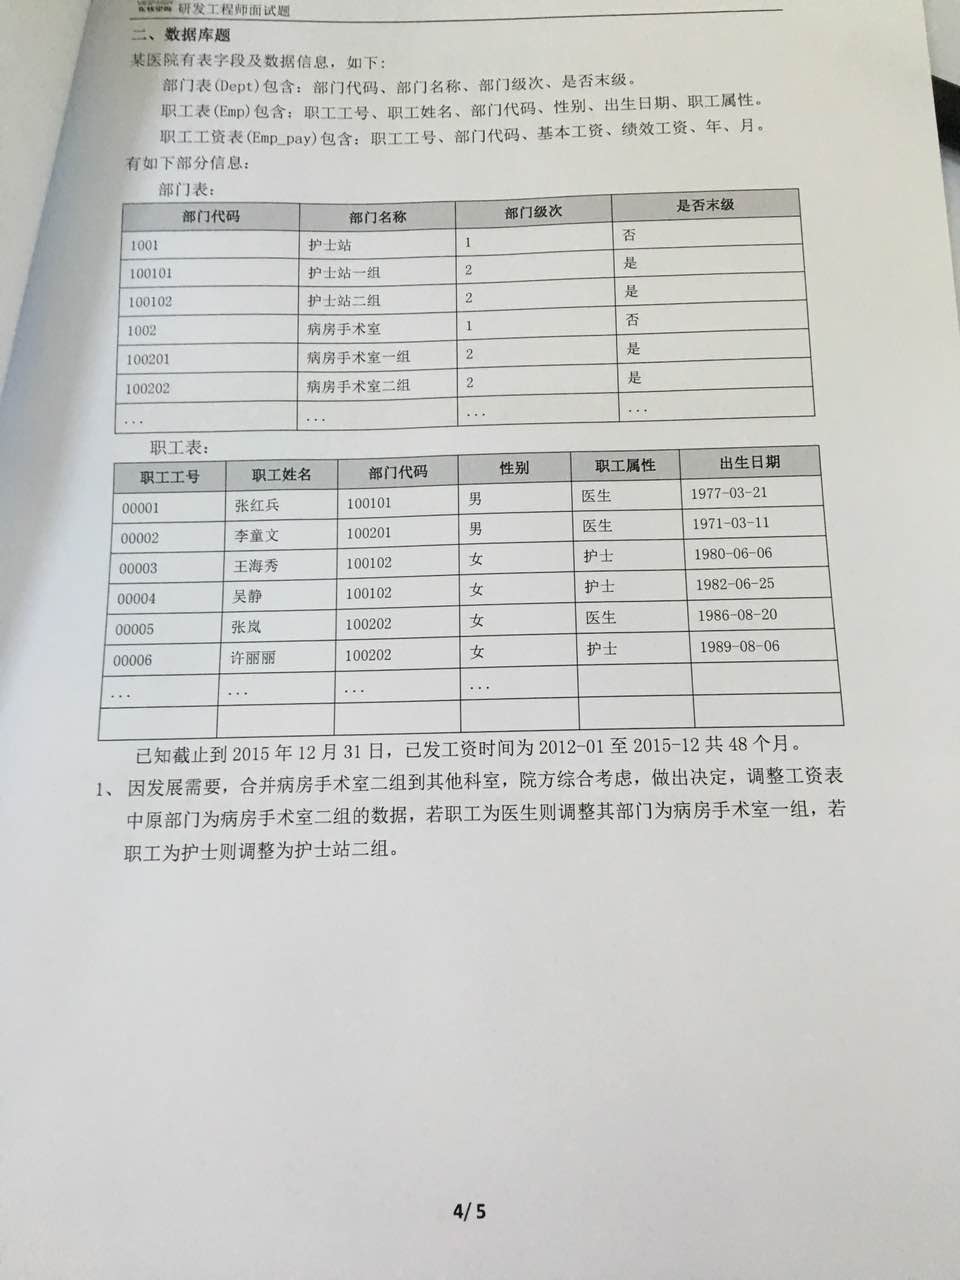 研发工程师面试题
二、数据库题
某医院有表字段及数据信息，如下:
部门表(Dept)包含：部门代码、部门名称、部门级次、是否末级。
职工表(Emp)包含：职工工号、职工姓名、部门代码、性别、出生日期、职工属性。
职工工资表(Emp_pay)包含：职工工号、部门代码、基本工资、绩效工资、年、月。
有如下部分信息:
部门表:
部门代码 部门名称 部门级次 是否末级
1001 护士站 1 否
100101 护士站一组 2 是
100102 护士站二组 2 是
1002 病房手术室 1 否
100201 病房手术室一组 2 是
100202 病房手术室二组 2 是
... ... ... ...
职工表:
职工工号 职工姓名 部门代码 性别 职工属性 出生日期
00001 张红兵 100101 男 医生 1977-03-21
00002 李童文 100201 男 医生 1971-03-11
00003 王海秀 100102 女 护士 1980-06-06
00004 吴静 100102 女 护士 1982-06-25
00005 张岚 100202 女 医生 1986-08-20
00006 许丽丽 100202 女 护士 1989-08-06
... ... ... ...
已知截止到 2015 年 12 月 31 日，已发工资时间为 2012-01 至 2015-12 共 48 个月。
1、因发展需要，合并病房手术室二组到其他科室，院方综合考虑，做出决定，调整工资表
中原部门为病房手术室二组的数据，若职工为医生则调整其部门为病房手术室一组，若
职工为护士则调整为护士站二组。
4/ 5